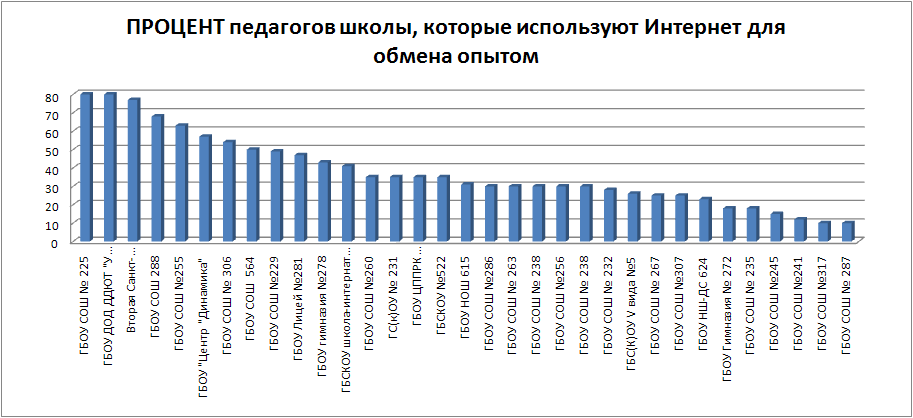 ПРОЦЕНТ педагогов школы, которые используют Интернет для
обмена опытом
80
70
60
50
40
30
20
10
0
ГБОУ СОШ № 225
ГБОУ ДОД ДДЮТ "У...
Вторая Санкт-...
ГБОУ СОШ 288
ГБОУ СОШ №255
ГБОУ "Центр "Динамика"
ГБОУ СОШ № 306
ГБОУ СОШ 564
ГБОУ СОШ №229
ГБОУ Лицей №281
ГБОУ гимназия №278
ГБСКОУ школа-интернат...
ГБОУ СОШ №260
ГС(к)ОУ № 231
ГБОУ ЦППРК...
ГБСКОУ №522
ГБОУ НОШ 615
ГБОУ СОШ №286
ГБОУ СОШ № 263
ГБОУ СОШ № 238
ГБОУ СОШ №256
ГБОУ СОШ № 238
ГБОУ СОШ № 232
ГБС(К)ОУ V вида №5
ГБОУ СОШ № 267
ГБОУ СОШ №307
ГБОУ НШ-ДС 624
ГБОУ Гимназия № 272
ГБОУ СОШ № 235
ГБОУ СОШ №245
ГБОУ СОШ №241
ГБОУ СОШ №317
ГБОУ СОШ № 287